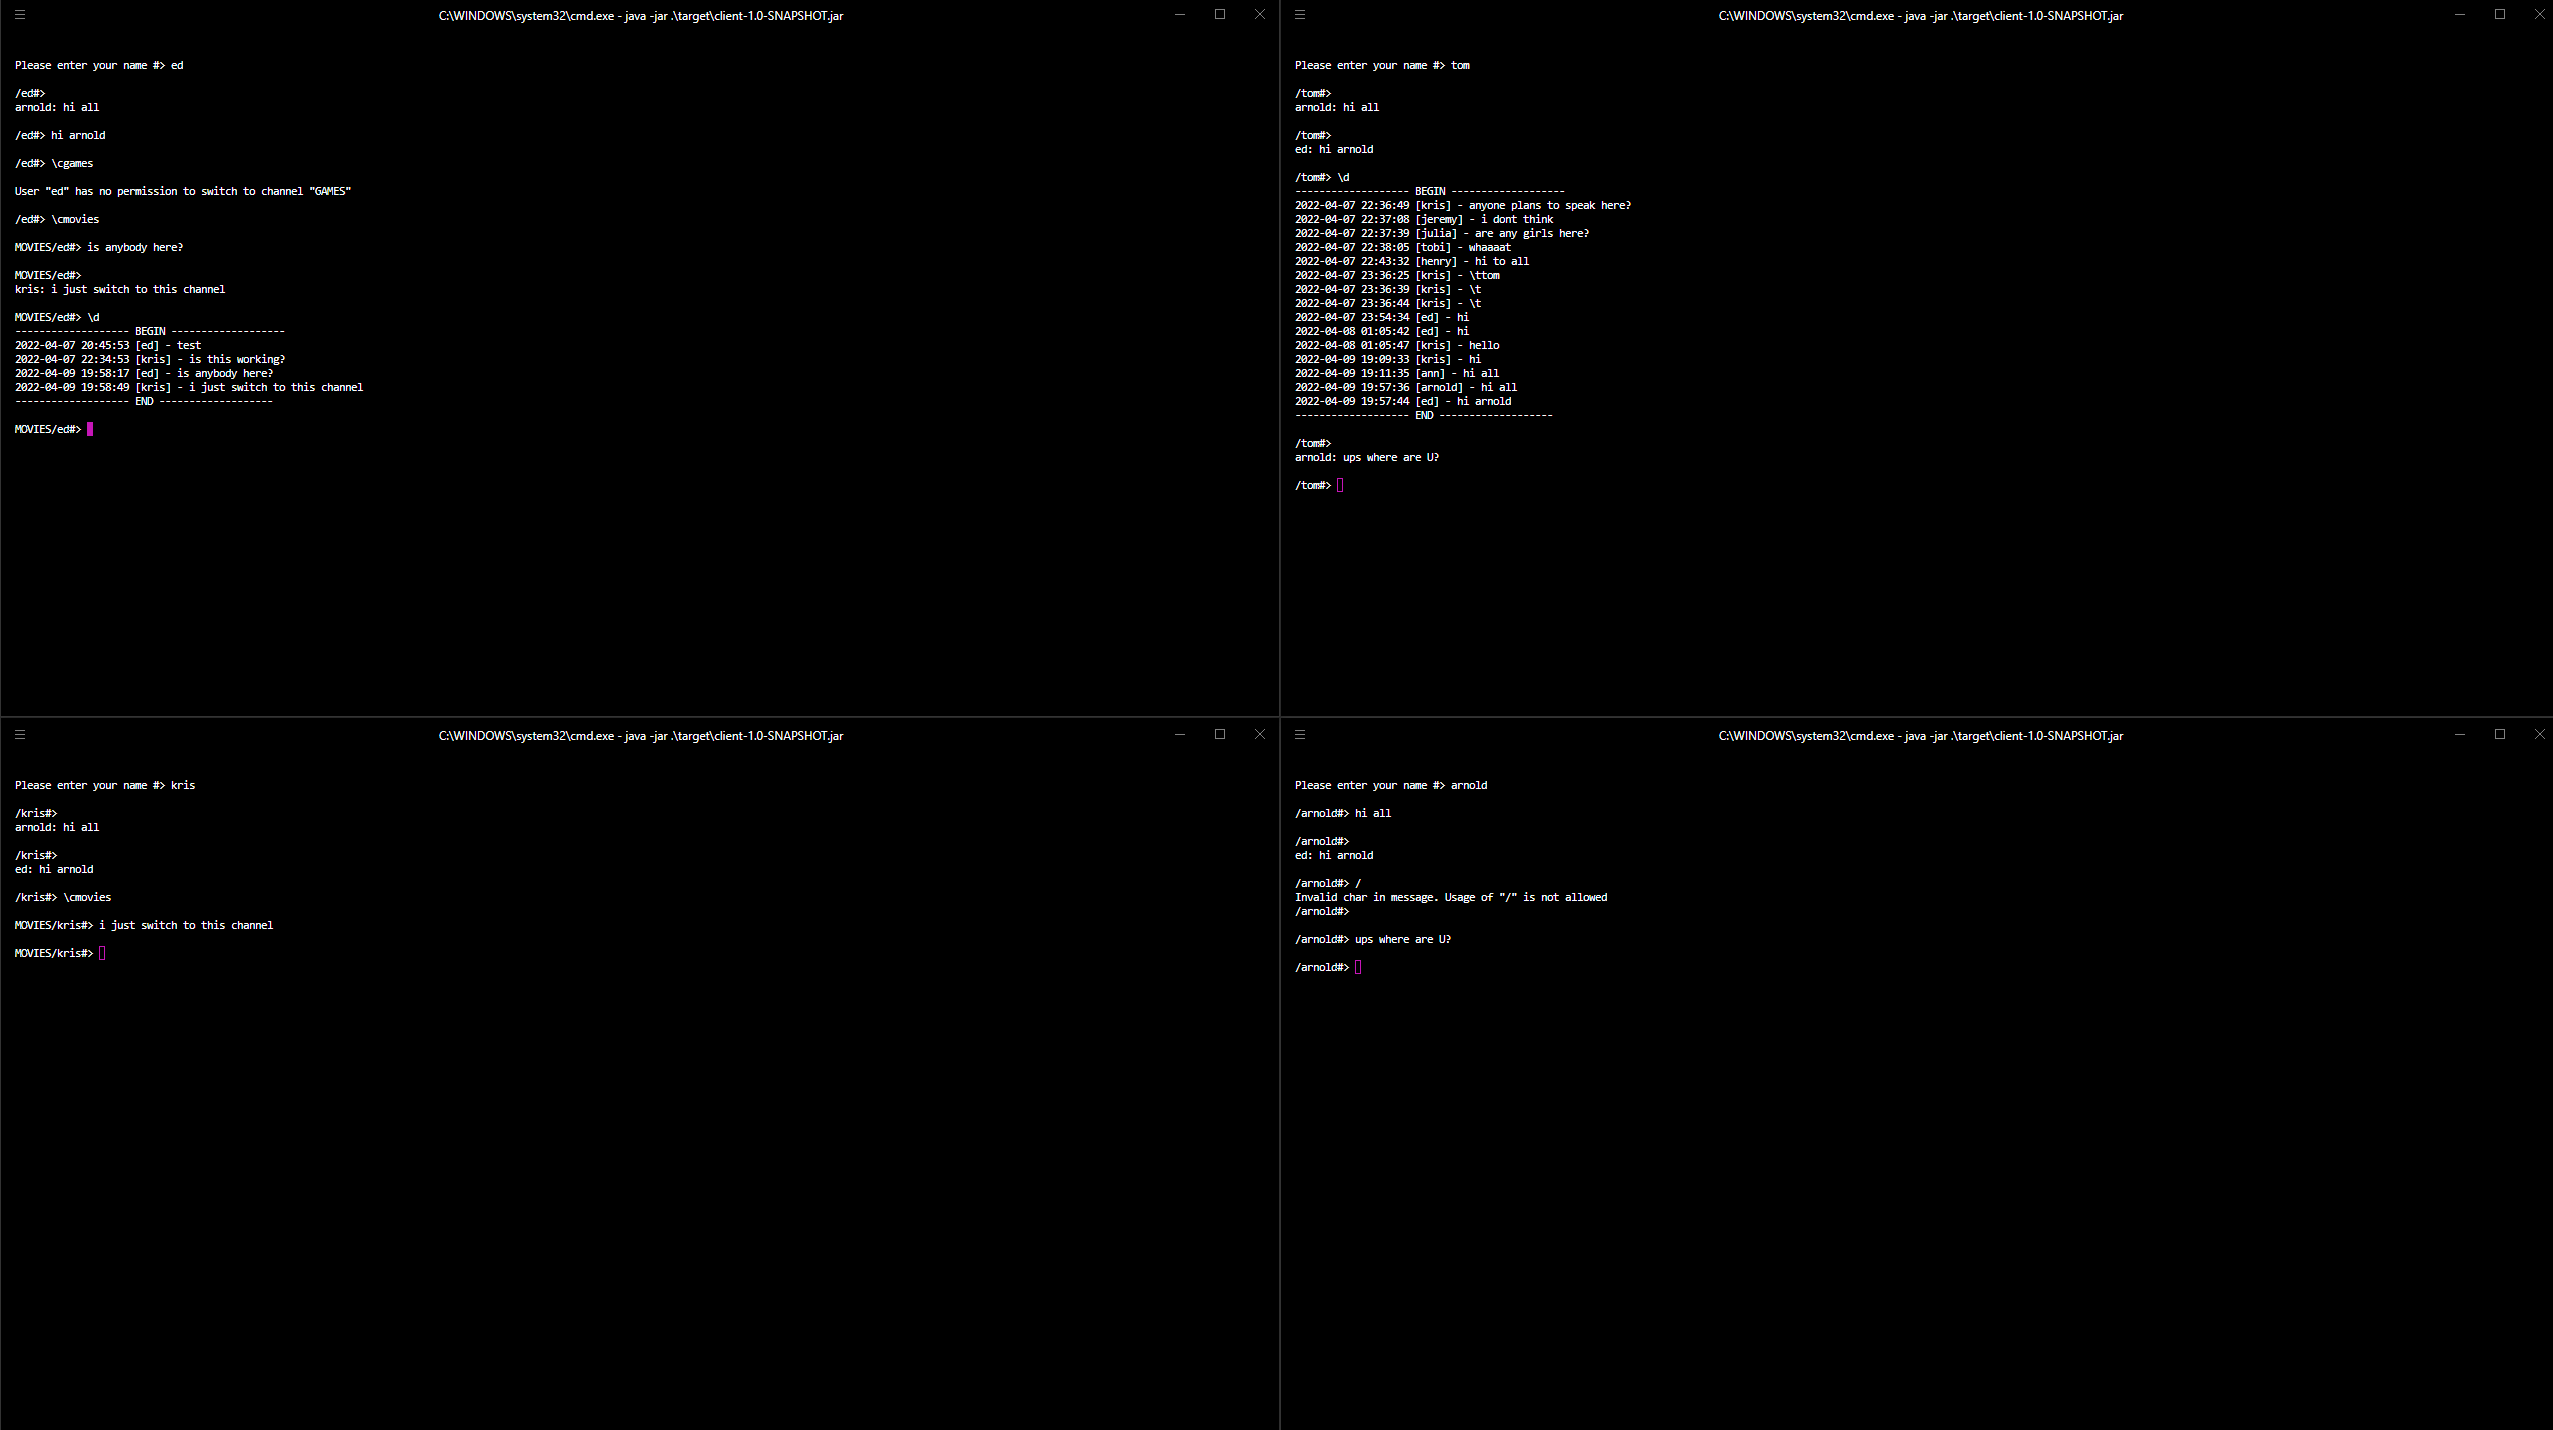 C:\WINDOWS\system32\cmd.exe - java -jar .\target\client-1.0-SNAPSHOT.jar
Please enter your name #> ed
/ed#>
arnold: hi all
/ed#> hi arnold
/ed#> \cgames
User "ed" has no permission to switch to channel "GAMES"
/ed#> \cmovies
MOVIES/ed#> is anybody here?
MOVIES/ed#>
kris: i just switch to this channel
MOVIES/ed#> \d
------------------- BEGIN -------------------
2022-04-07 20:45:53 [ed] - test
2022-04-07 22:34:53 [kris] - is this working?
2022-04-09 19:58:17 [ed] - is anybody here?
2022-04-09 19:58:49 [kris] - i just switch to this channel
------------------- END -------------------
MOVIES/ed#>
C:\WINDOWS\system32\cmd.exe - java -jar .\target\client-1.0-SNAPSHOT.jar
Please enter your name #> tom
/tom#>
arnold: hi all
/tom#>
ed: hi arnold
/tom#> \d
------------------- BEGIN -------------------
2022-04-07 22:36:49 [kris] - anyone plans to speak here?
2022-04-07 22:37:08 [jeremy] - i dont think
2022-04-07 22:37:39 [julia] - are any girls here?
2022-04-07 22:38:05 [tobi] - whaaaat
2022-04-07 22:43:32 [henry] - hi to all
2022-04-07 23:36:25 [kris] - \ttom
2022-04-07 23:36:39 [kris] - \t
2022-04-07 23:36:44 [kris] - \t
2022-04-07 23:54:34 [ed] - hi
2022-04-08 01:05:42 [ed] - hi
2022-04-08 01:05:47 [kris] - hello
2022-04-09 19:09:33 [kris] - hi
2022-04-09 19:11:35 [ann] - hi all
2022-04-09 19:57:36 [arnold] - hi all
2022-04-09 19:57:44 [ed] - hi arnold
------------------- END -------------------
/tom#>
arnold: ups where are U?
/tom#>
C:\WINDOWS\system32\cmd.exe - java -jar .\target\client-1.0-SNAPSHOT.jar
Please enter your name #> kris
/kris#>
arnold: hi all
/kris#>
ed: hi arnold
/kris#> \cmovies
MOVIES/kris#> i just switch to this channel
MOVIES/kris#>
C:\WINDOWS\system32\cmd.exe - java -jar .\target\client-1.0-SNAPSHOT.jar
Please enter your name #> arnold
/arnold#> hi all
/arnold#>
ed: hi arnold
/arnold#> /
Invalid char in message. Usage of "/" is not allowed
/arnold#>
/arnold#> ups where are U?
/arnold#>